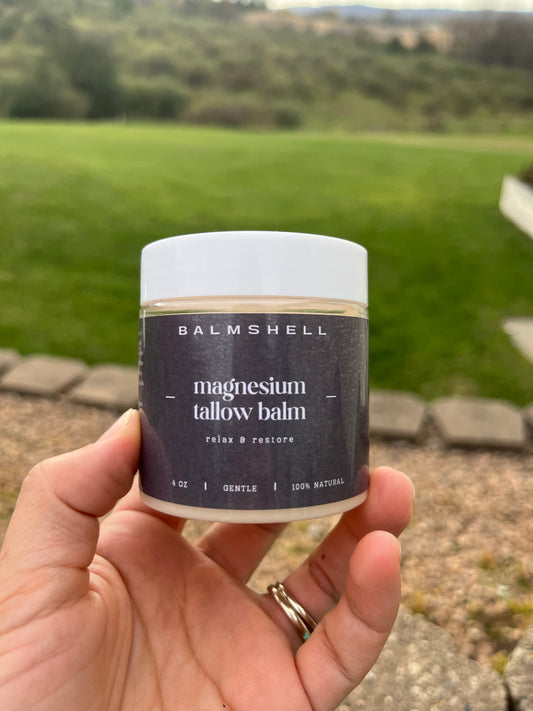 BALMSHELL
magnesium
tallow balm
relax & restore
4 OZ | GENTLE | 100% NATURAL